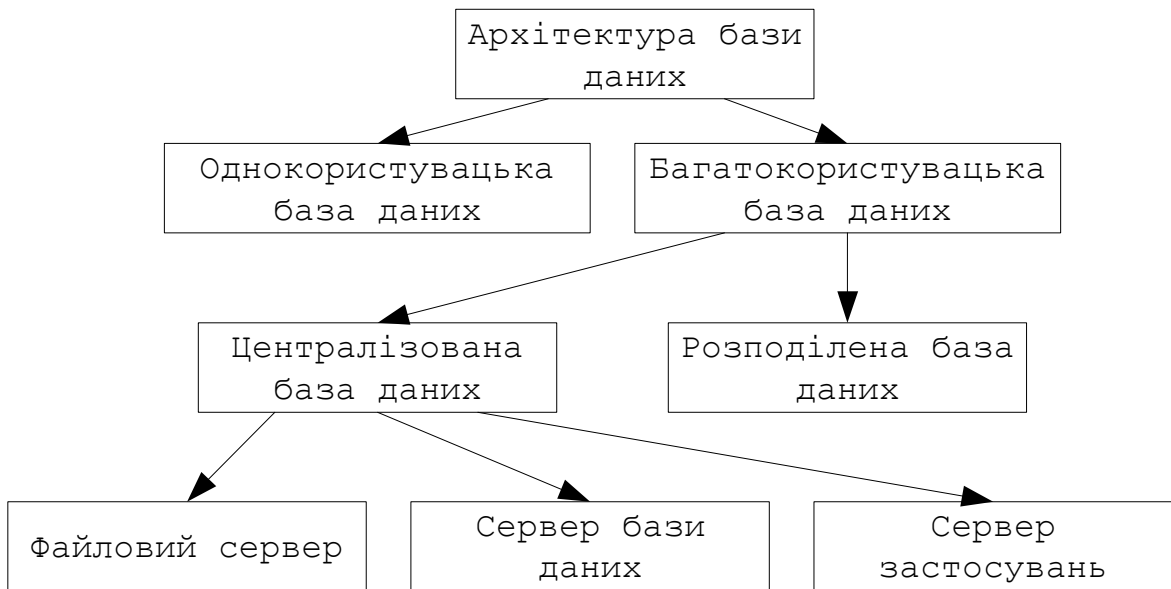 Архітектура бази
даних
Однокористувацька
база даних
Багатокористувацька
база даних
Централізована
база даних
Розподілена база
даних
Файловий сервер
Сервер бази
даних
Сервер
застосувань